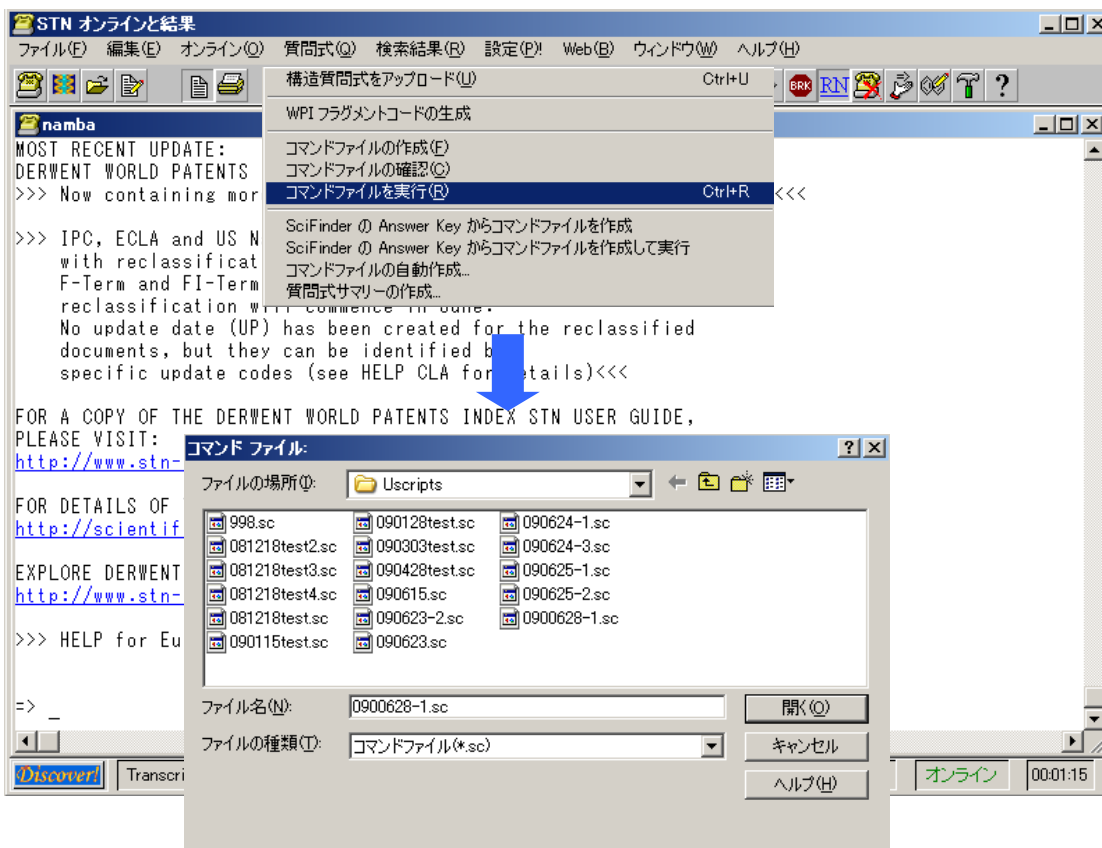 STN オンラインと結果
ファイル(F) 編集(E) オンライン(O) 質問式(Q) 検索結果(R) 設定(P)! Web(B) ウィンドウ(W) ヘルプ(H)
BRK RN
構造質問式をアップロード(U) Ctrl+U
WPI フラグメントコードの生成
コマンドファイルの作成(F)
コマンドファイルの確認(C)
コマンドファイルを実行(R) Ctrl+R
SciFinder の Answer Key からコマンドファイルを作成
SciFinder の Answer Key からコマンドファイルを作成して実行
コマンドファイルの自動作成...
質問式サマリーの作成...
namba
MOST RECENT UPDATE:
DERWENT WORLD PATENTS
>>> Now containing mor <<<
>>> IPC, ECLA and US N
with reclassificat
F-Term and FI-Term
reclassification will commence in June.
No update date (UP) has been created for the reclassified
documents, but they can be identified b
specific update codes (see HELP CLA for details)<<<
FOR A COPY OF THE DERWENT WORLD PATENTS INDEX STN USER GUIDE,
PLEASE VISIT:
http://www.stn-
FOR DETAILS OF
http://scientif
EXPLORE DERWENT
http://www.stn-
>>> HELP for Eu
=> _
コマンド ファイル:
ファイルの場所(I): Uscripts
998.sc 090128test.sc 090624-1.sc
081218test2.sc 090303test.sc 090624-3.sc
081218test3.sc 090428test.sc 090625-1.sc
081218test4.sc 090615.sc 090625-2.sc
081218test.sc 090623-2.sc 0900628-1.sc
090115test.sc 090623.sc
ファイル名(N): 0900628-1.sc 開く(O)
ファイルの種類(T): コマンドファイル(*.sc) キャンセル
ヘルプ(H)
Discover! Transcri オンライン 00:01:15